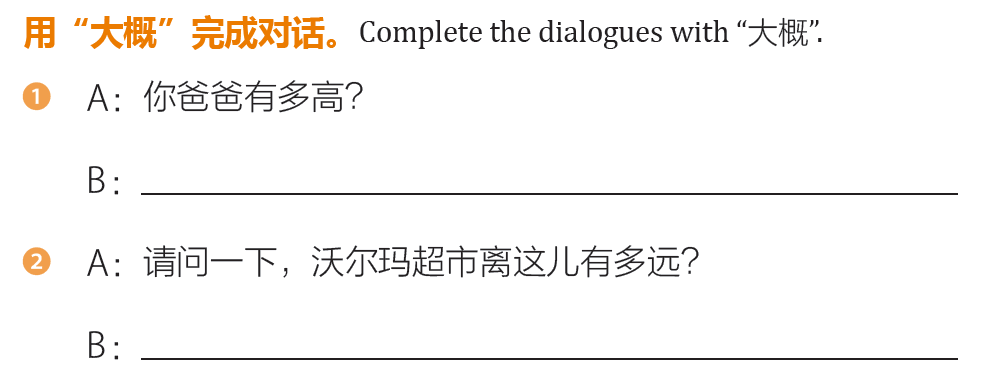 用“大概”完成对话。Complete the dialogues with “大概”.
1 A：你爸爸有多高？
B：
2 A：请问一下，沃尔玛超市离这儿有多远？
B：